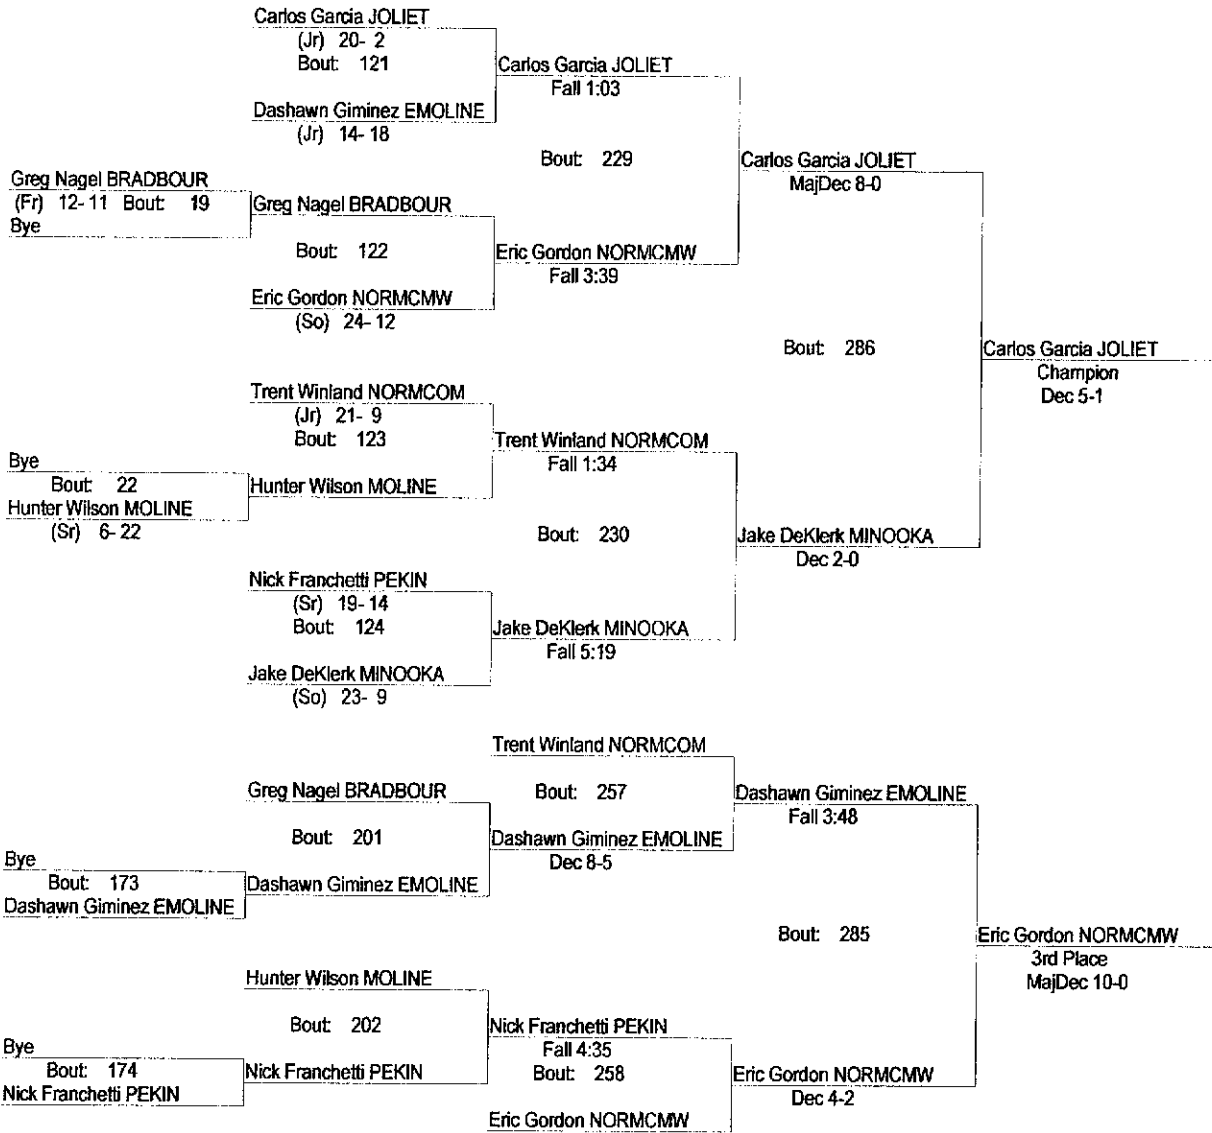 Carlos Garcia JOLIET
(Jr) 20- 2
Bout: 121
Carlos Garcia JOLIET
Fall 1:03
Dashawn Giminez EMOLINE
(Jr) 14- 18
Bout: 229
Carlos Garcia JOLIET
MajDec 8-0
Greg Nagel BRADBOUR
(Fr) 12- 11 Bout: 19
Bye
Greg Nagel BRADBOUR
Bout: 122
Eric Gordon NORMCMW
Fall 3:39
Eric Gordon NORMCMW
(So) 24- 12
Bout: 286
Carlos Garcia JOLIET
Champion
Dec 5-1
Trent Winland NORMCOM
(Jr) 21- 9
Bout: 123
Trent Winland NORMCOM
Fall 1:34
Bye
Bout: 22
Hunter Wilson MOLINE
(Sr) 6- 22
Hunter Wilson MOLINE
Bout: 230
Jake DeKlerk MINOOKA
Dec 2-0
Nick Franchetti PEKIN
(Sr) 19- 14
Bout: 124
Jake DeKlerk MINOOKA
Fall 5:19
Jake DeKlerk MINOOKA
(So) 23- 9
Trent Winland NORMCOM
Bout: 257
Dashawn Giminez EMOLINE
Fall 3:48
Greg Nagel BRADBOUR
Bout: 201
Dashawn Giminez EMOLINE
Dec 8-5
Bye
Bout: 173
Dashawn Giminez EMOLINE
Dashawn Giminez EMOLINE
Bout: 285
Eric Gordon NORMCMW
3rd Place
MajDec 10-0
Hunter Wilson MOLINE
Bout: 202
Nick Franchetti PEKIN
Fall 4:35
Bout: 258
Bye
Bout: 174
Nick Franchetti PEKIN
Nick Franchetti PEKIN
Eric Gordon NORMCMW
Dec 4-2
Eric Gordon NORMCMW